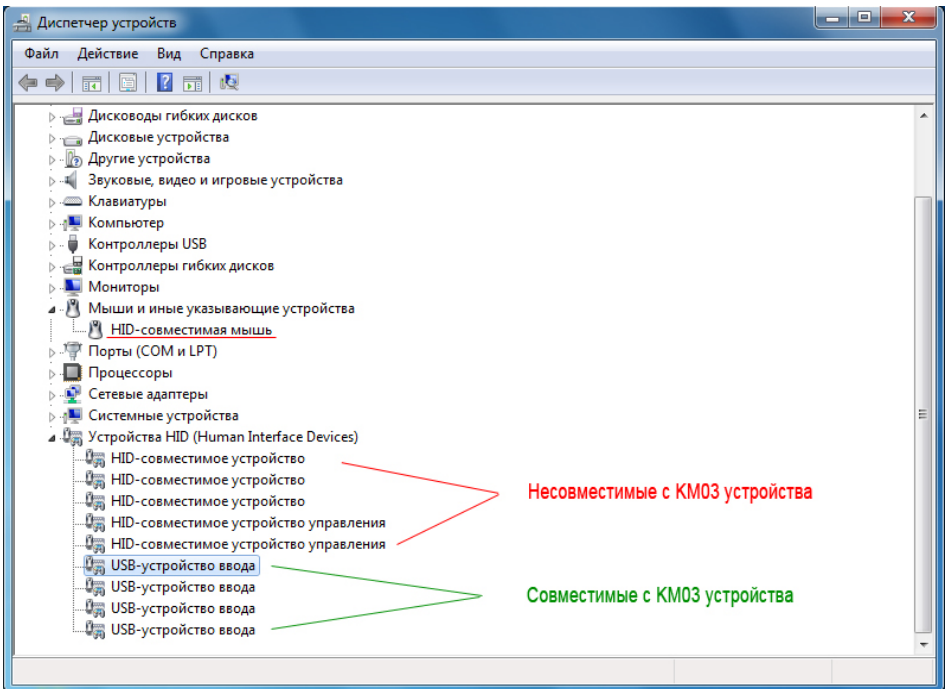 Диспетчер устройств
Файл Действие Вид Справка
Дисководы гибких дисков
Дисковые устройства
Другие устройства
Звуковые, видео и игровые устройства
Клавиатуры
Компьютер
Контроллеры USB
Контроллеры гибких дисков
Мониторы
Мыши и иные указывающие устройства
HID-совместимая мышь
Порты (COM и LPT)
Процессоры
Сетевые адаптеры
Системные устройства
Устройства HID (Human Interface Devices)
HID-совместимое устройство
HID-совместимое устройство
HID-совместимое устройство
HID-совместимое устройство управления
HID-совместимое устройство управления
USB-устройство ввода
USB-устройство ввода
USB-устройство ввода
USB-устройство ввода
Несовместимые с KM03 устройства
Совместимые с KM03 устройства